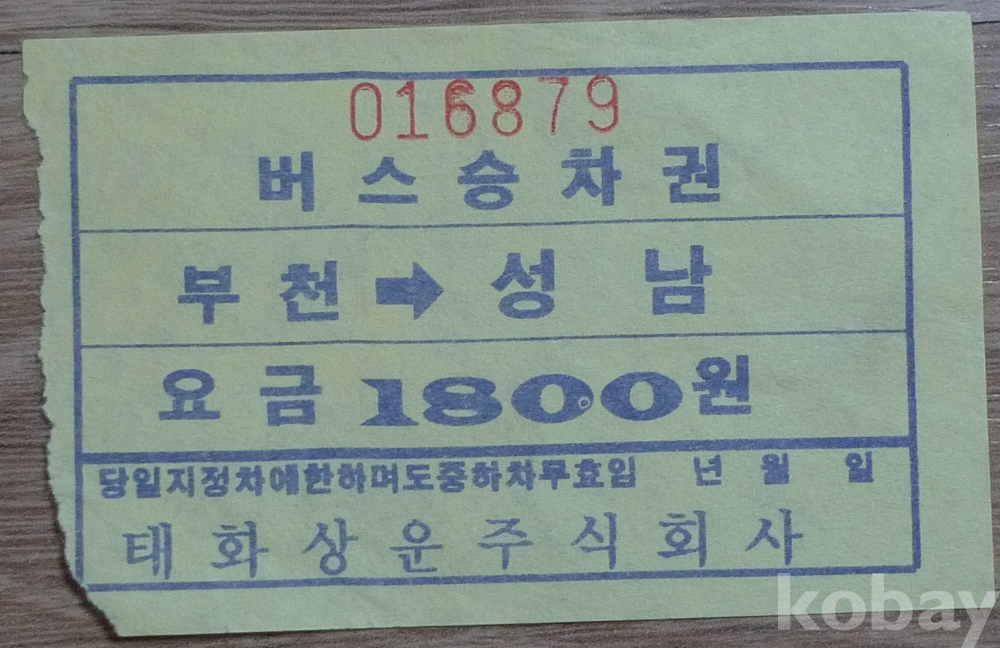 016879
버스승차권
부천➡성남
요금 1800원
당일지정차에한하며도중하차무효임 년 월 일
태화상운주식회사
kobay